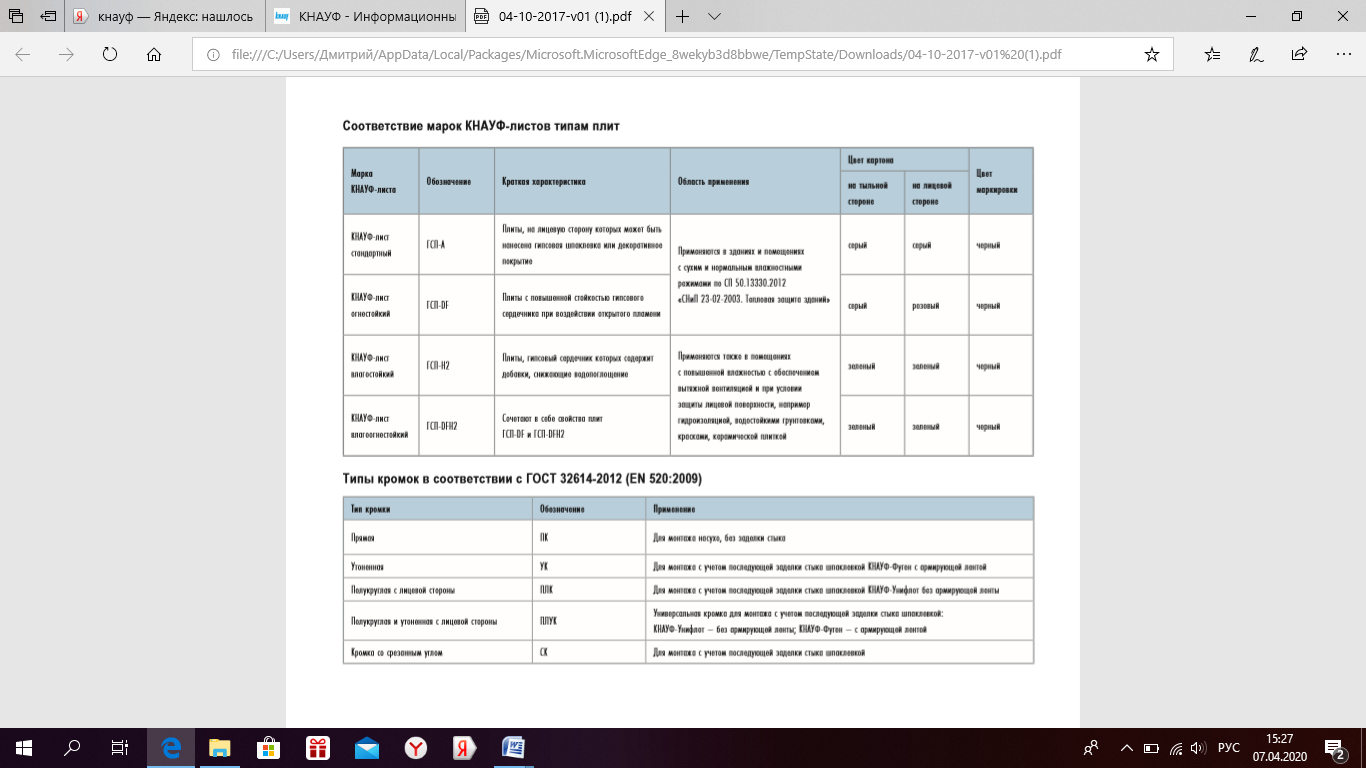 кнауф — Яндекс: нашлось
КНАУФ - Информационны
04-10-2017-v01 (1).pdf
file:///C:/Users/Дмитрий/AppData/Local/Packages/Microsoft.MicrosoftEdge_8wekyb3d8bbwe/TempState/Downloads/04-10-2017-v01%20(1).pdf
Соответствие марок КНАУФ-листов типам плит
Марка
КНАУФ-листа
Обозначение
Краткая характеристика
Область применения
Цвет картона
на тыльной
стороне
на лицевой
стороне
Цвет
маркировки
КНАУФ-лист
стандартный
ГСП-А
Плиты, на лицевую сторону которых может быть
нанесена гипсовая шпаклевка или декоративное
покрытие
Применяются в зданиях и помещениях
с сухим и нормальным влажностными
режимами по СП 50.13330.2012
«СНиП 23-02-2003. Тепловая защита зданий»
серый
серый
черный
КНАУФ-лист
огнестойкий
ГСП-DF
Плиты с повышенной стойкостью гипсового
сердечника при воздействии открытого пламени
серый
розовый
черный
КНАУФ-лист
влагостойкий
ГСП-Н2
Плиты, гипсовый сердечник которых содержит
добавки, снижающие водопоглощение
Применяются также в помещениях
с повышенной влажностью с обеспечением
вытяжной вентиляцией и при условии
защиты лицевой поверхности, например
гидроизоляцией, водостойкими грунтовками,
красками, керамической плиткой
зеленый
зеленый
черный
КНАУФ-лист
влагоогнестойкий
ГСП-DFH2
Сочетают в себе свойства плит
ГСП-DF и ГСП-DFH2
зеленый
зеленый
черный
Типы кромок в соответствии с ГОСТ 32614-2012 (EN 520:2009)
Тип кромки
Обозначение
Применение
Прямая
ПК
Для монтажа насухо, без заделки стыка
Утоненная
УК
Для монтажа с учетом последующей заделки стыка шпаклевкой КНАУФ-Фуген с армирующей лентой
Полукруглая с лицевой стороны
ПЛК
Для монтажа с учетом последующей заделки стыка шпаклевкой КНАУФ-Унифлот без армирующей ленты
Полукруглая и утоненная с лицевой стороны
ПЛУК
Универсальная кромка для монтажа с учетом последующей заделки стыка шпаклевкой:
КНАУФ-Унифлот — без армирующей ленты; КНАУФ-Фуген — с армирующей лентой
Кромка со срезанным углом
СК
Для монтажа с учетом последующей заделки стыка шпаклевкой
РУС
15:27
07.04.2020
2